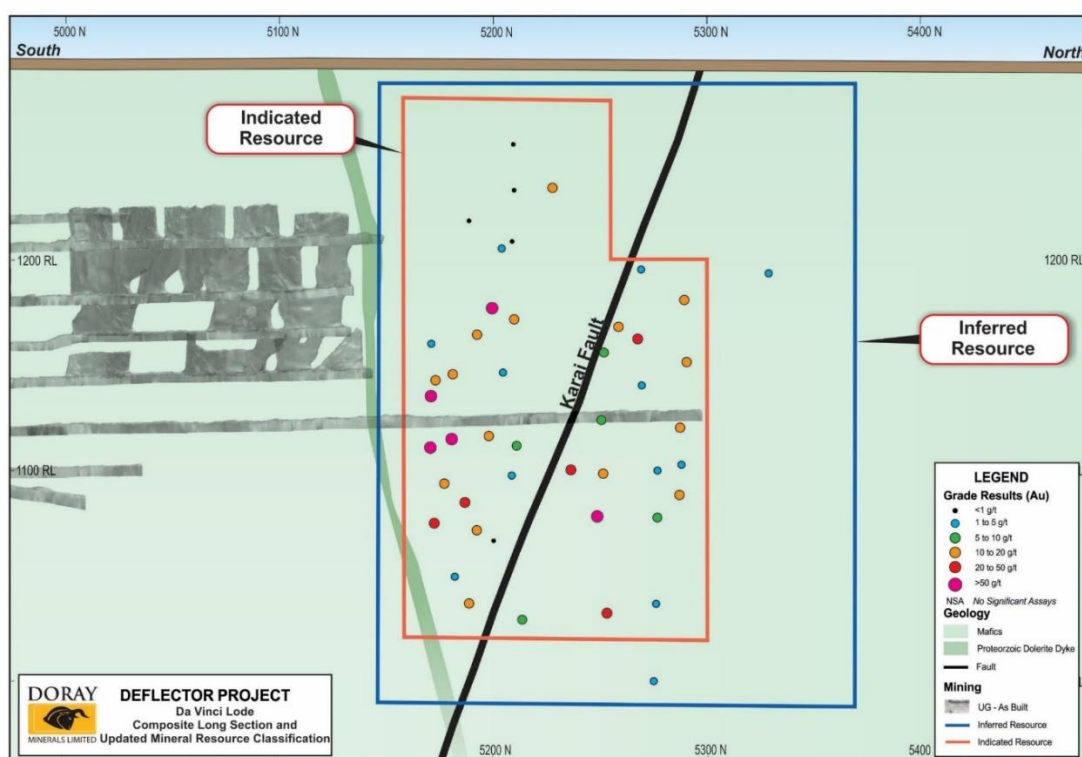 5000 N
5100 N
5200 N
5300 N
5400 N
South
North
Indicated
Resource
1200 RL
1200 RL
Karai Fault
Inferred
Resource
1100 RL
LEGEND
Grade Results (Au)
<1 g/t
1 to 5 g/t
5 to 10 g/t
10 to 20 g/t
20 to 50 g/t
>50 g/t
NSA No Significant Assays
Geology
Mafics
Proteorzoic Dolerite Dyke
Fault
Mining
UG - As Built
Inferred Resource
Indicated Resource
DORAY
MINERALS LIMITED
DEFLECTOR PROJECT
Da Vinci Lode
Composite Long Section and
Updated Mineral Resource Classification
5200 N
5300 N
5400